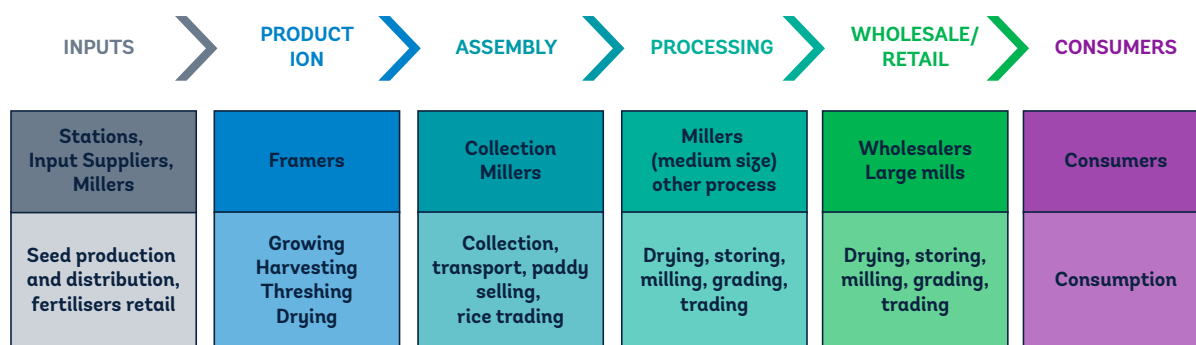 INPUTS
PRODUCT
ION
ASSEMBLY
PROCESSING
WHOLESALE/
RETAIL
CONSUMERS
Stations,
Input Suppliers,
Millers
Framers
Collection
Millers
Millers
(medium size)
other process
Wholesalers
Large mills
Consumers
Seed production
and distribution,
fertilisers retail
Growing
Harvesting
Threshing
Drying
Collection,
transport, paddy
selling,
rice trading
Drying, storing,
milling, grading,
trading
Drying, storing,
milling, grading,
trading
Consumption